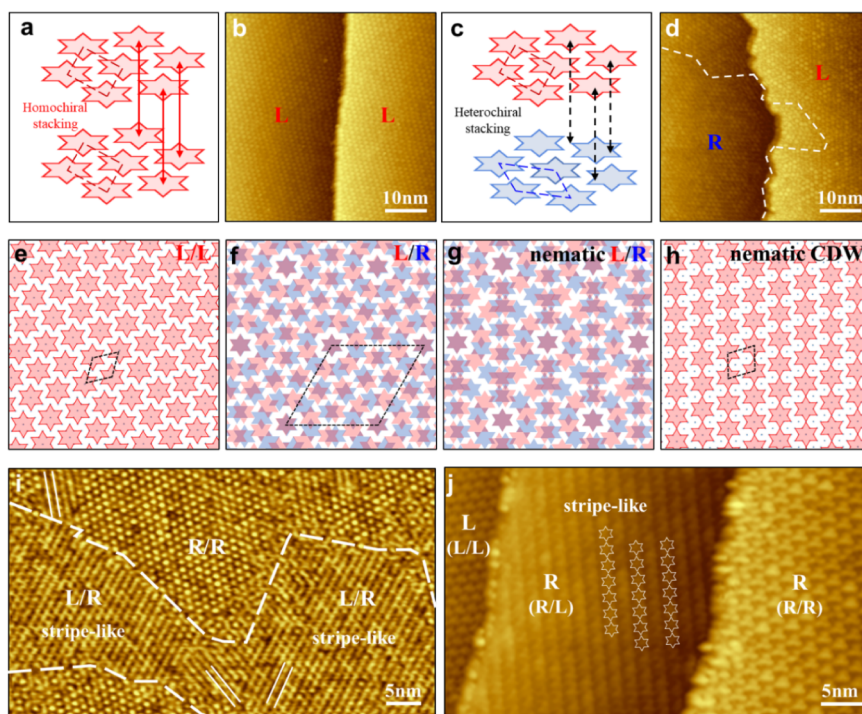 a
Homochiral
stacking
b
L
L
10nm
c
Heterochiral
stacking
d
L
R
10nm
e
L/L
f
L/R
g
nematic L/R
h
nematic CDW
i
R/R
L/R
stripe-like
L/R
stripe-like
5nm
j
stripe-like
L
(L/L)
R
(R/L)
R
(R/R)
5nm